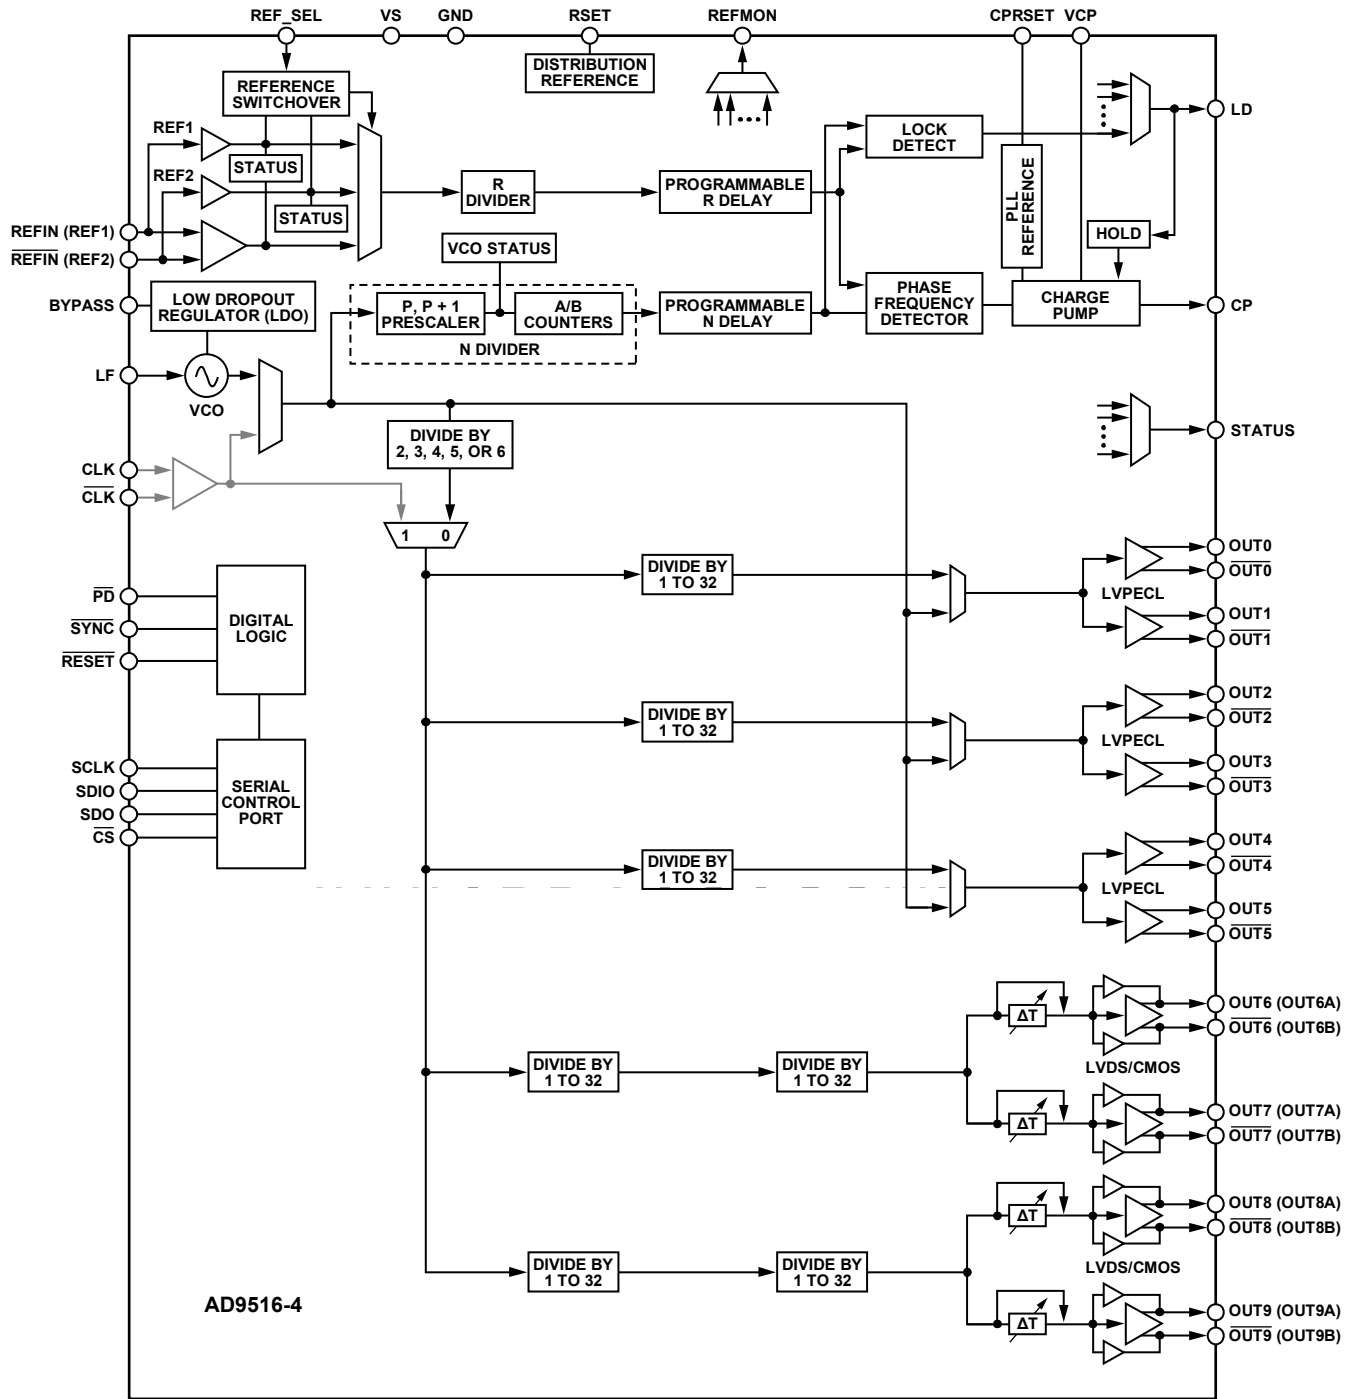 REF_SEL
VS
GND
RSET
REFMON
CPRSET
VCP
DISTRIBUTION
REFERENCE
REFERENCE
SWITCHOVER
REF1
STATUS
REF2
STATUS
REFIN (REF1)
REFIN (REF2)
R
DIVIDER
PROGRAMMABLE
R DELAY
LOCK
DETECT
LD
PLL
REFERENCE
HOLD
VCO STATUS
BYPASS
LOW DROPOUT
REGULATOR (LDO)
P, P + 1
PRESCALER
A/B
COUNTERS
N DIVIDER
PROGRAMMABLE
N DELAY
PHASE
FREQUENCY
DETECTOR
CHARGE
PUMP
CP
LF
VCO
DIVIDE BY
2, 3, 4, 5, OR 6
STATUS
CLK
CLK
1
0
DIVIDE BY
1 TO 32
LVPECL
OUT0
OUT0
OUT1
OUT1
PD
SYNC
RESET
DIGITAL
LOGIC
DIVIDE BY
1 TO 32
LVPECL
OUT2
OUT2
OUT3
OUT3
SCLK
SDIO
SDO
CS
SERIAL
CONTROL
PORT
DIVIDE BY
1 TO 32
LVPECL
OUT4
OUT4
OUT5
OUT5
DIVIDE BY
1 TO 32
DIVIDE BY
1 TO 32
ΔT
ΔT
LVDS/CMOS
OUT6 (OUT6A)
OUT6 (OUT6B)
OUT7 (OUT7A)
OUT7 (OUT7B)
DIVIDE BY
1 TO 32
DIVIDE BY
1 TO 32
ΔT
ΔT
LVDS/CMOS
OUT8 (OUT8A)
OUT8 (OUT8B)
OUT9 (OUT9A)
OUT9 (OUT9B)
AD9516-4